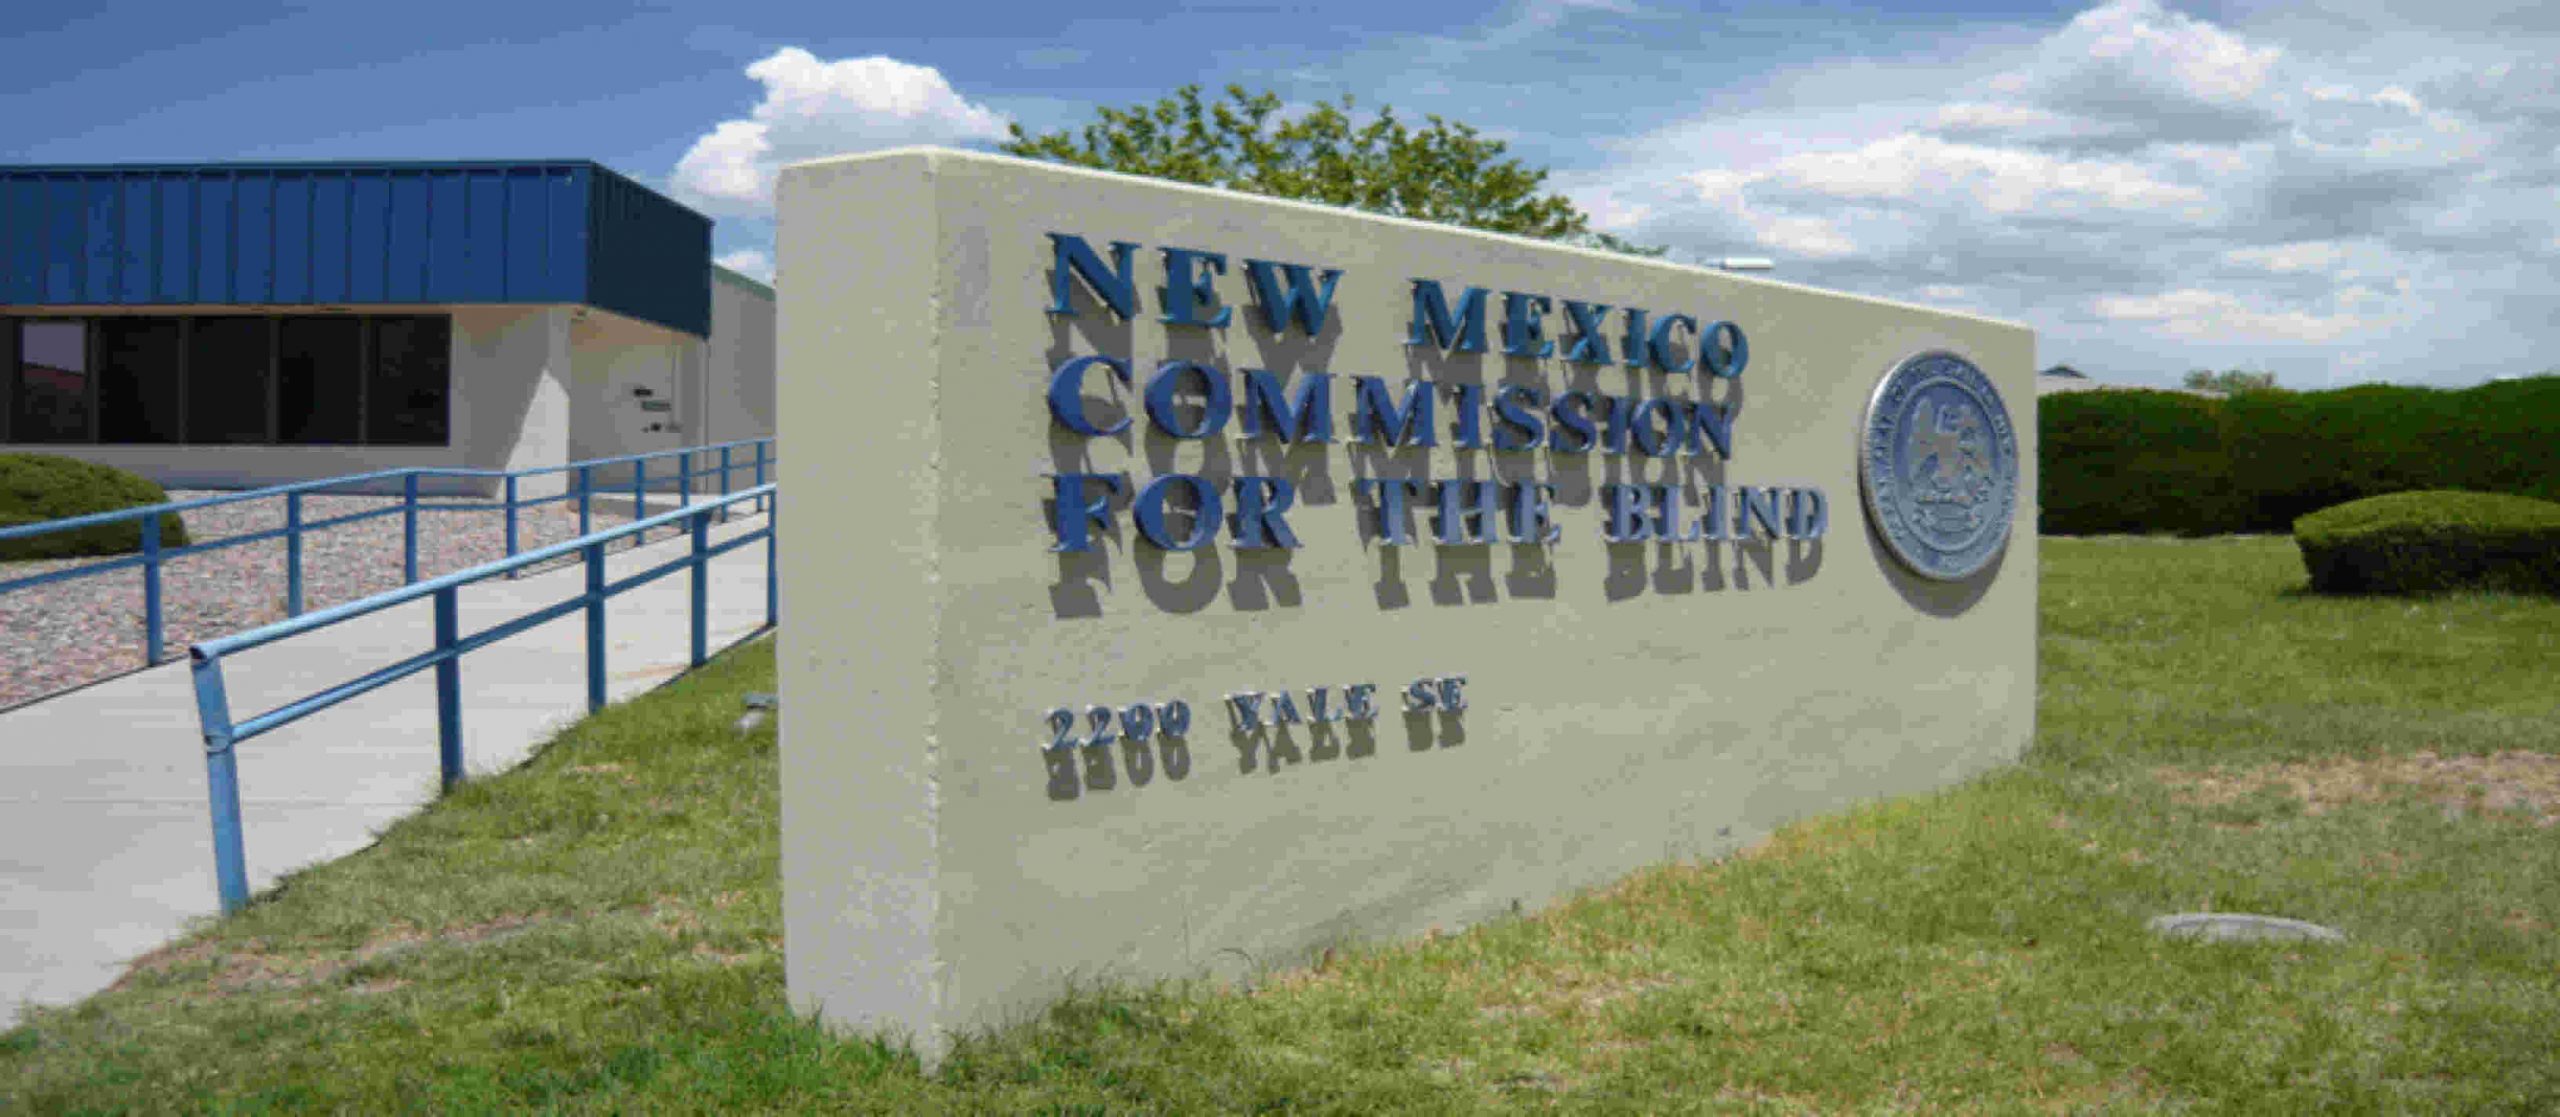 NEW MEXICO
COMMISSION
FOR THE BLIND
2200 YALE SE